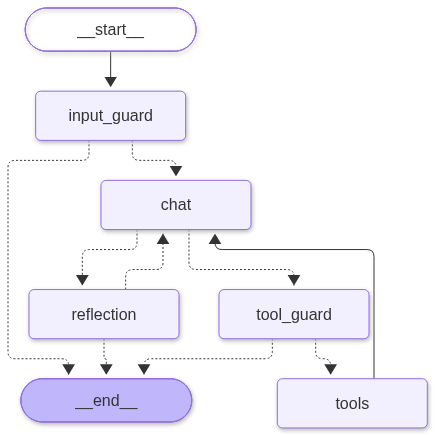 __start__
input_guard
chat
reflection
tool_guard
__end__
tools